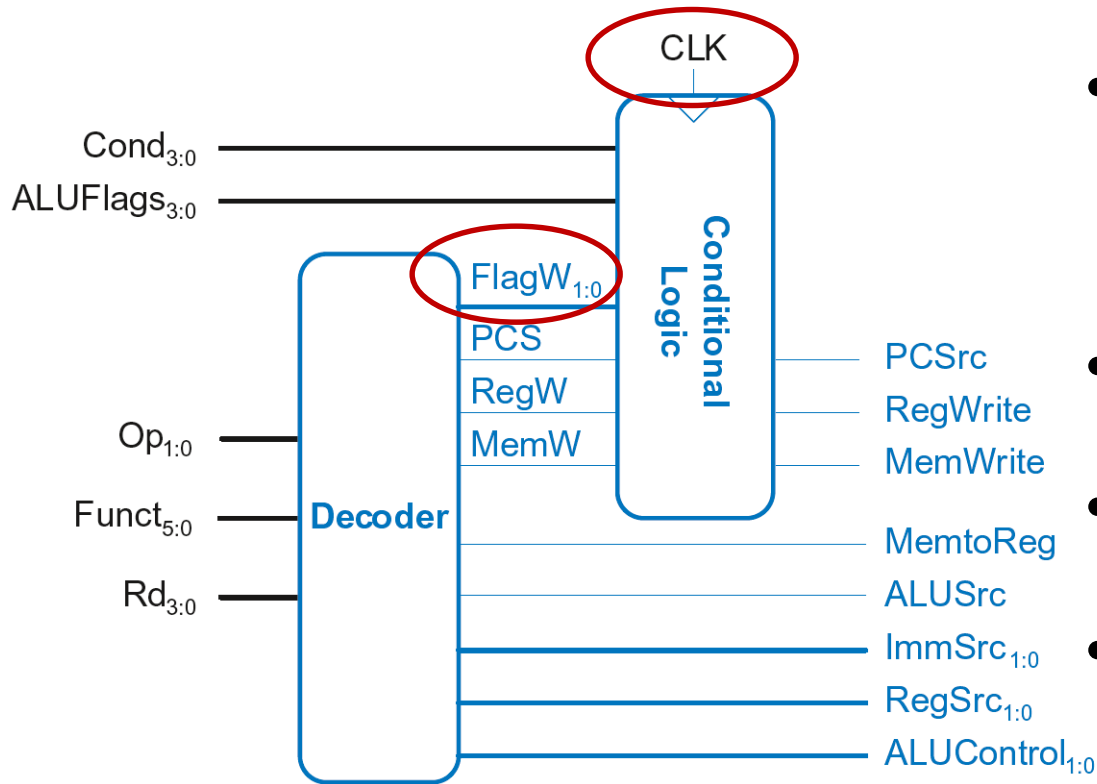 CLK
Cond3:0
ALUFlags3:0
Conditional
Logic
FlagW1:0
PCS
PCSrc
RegW
RegWrite
Op1:0
MemW
MemWrite
Funct5:0
Decoder
MemtoReg
Rd3:0
ALUSrc
ImmSrc1:0
RegSrc1:0
ALUControl1:0